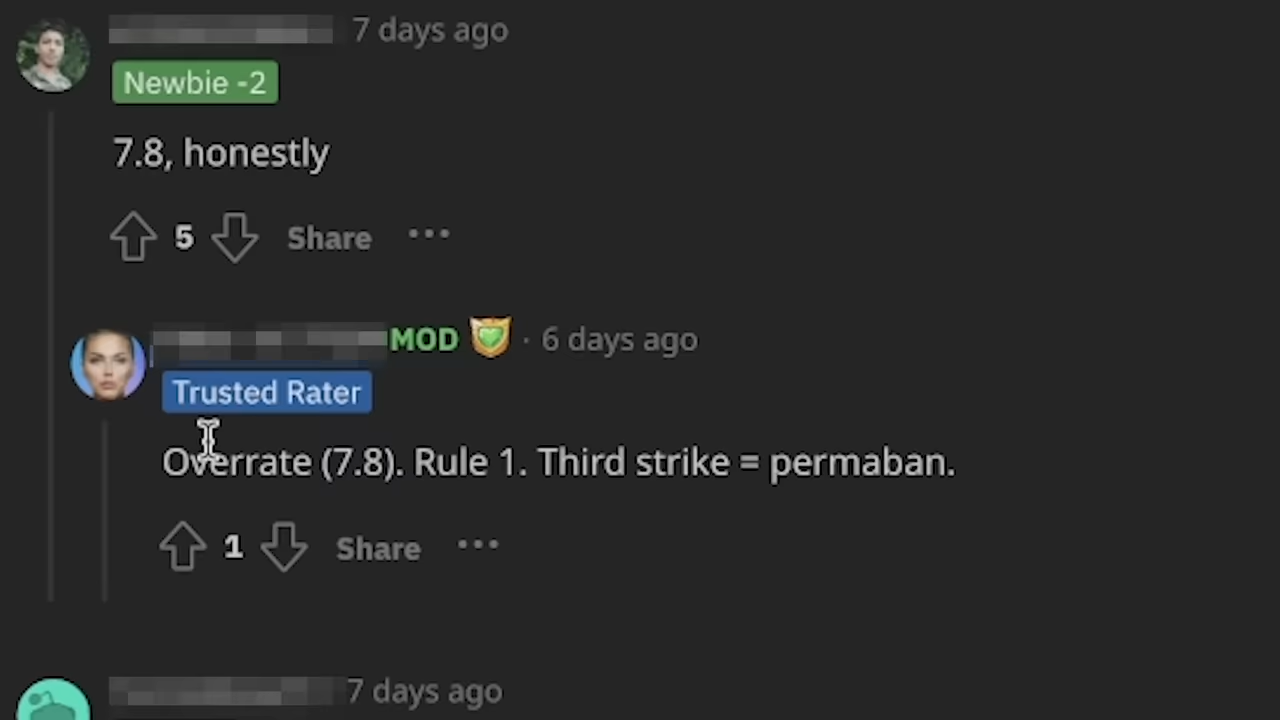 7 days ago
Newbie -2
7.8, honestly
5 Share
MOD · 6 days ago
Trusted Rater
Overrate (7.8). Rule 1. Third strike = permaban.
1 Share
7 days ago